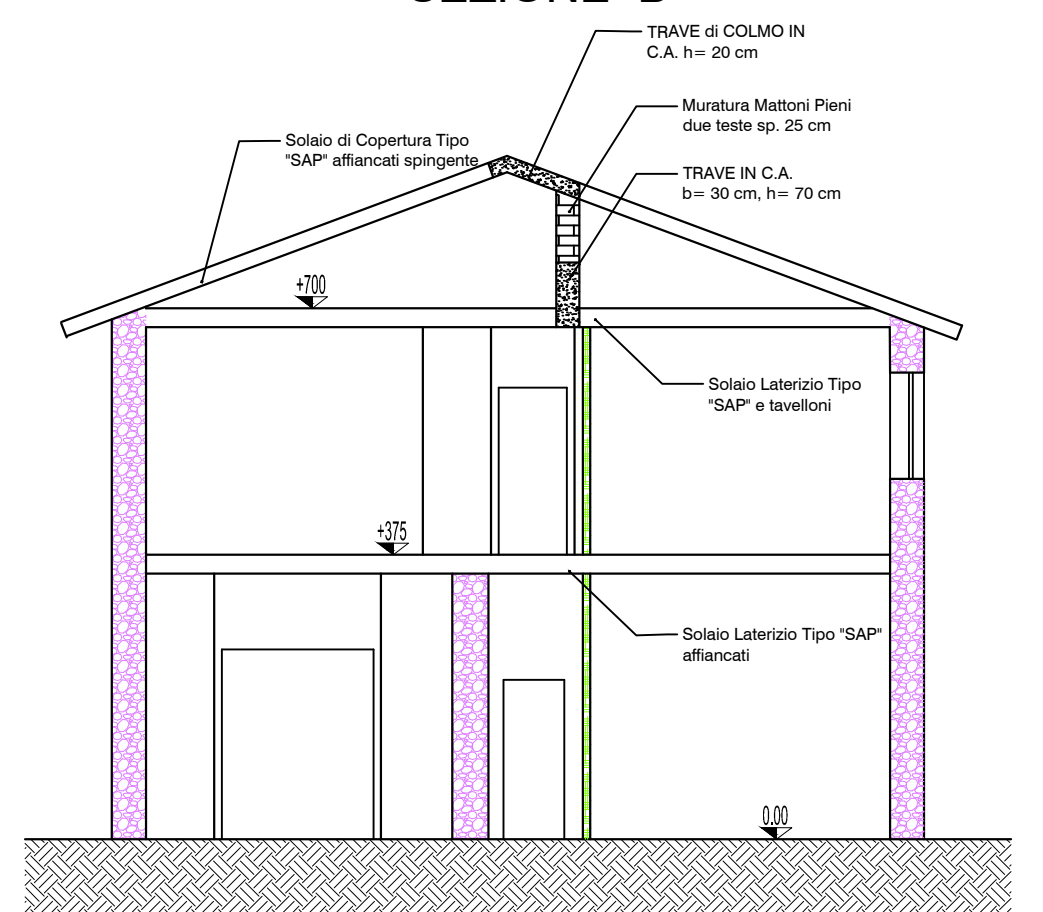 TRAVE di COLMO IN
C.A. h= 20 cm
Muratura Mattoni Pieni
due teste sp. 25 cm
Solaio di Copertura Tipo
"SAP" affiancati spingente
TRAVE IN C.A.
b= 30 cm, h= 70 cm
+700
Solaio Laterizio Tipo
"SAP" e tavelloni
+375
Solaio Laterizio Tipo "SAP"
affiancati
0.00